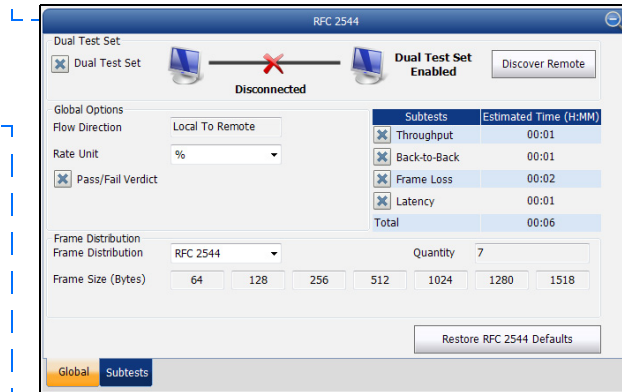 RFC 2544
Dual Test Set
Dual Test Set
Disconnected
Dual Test Set
Enabled
Discover Remote
Global Options
Flow Direction
Local To Remote
Rate Unit
%
Pass/Fail Verdict
Subtests Estimated Time (H:MM)
Throughput 00:01
Back-to-Back 00:01
Frame Loss 00:02
Latency 00:01
Total 00:06
Frame Distribution
Frame Distribution RFC 2544 Quantity 7
Frame Size (Bytes) 64 128 256 512 1024 1280 1518
Restore RFC 2544 Defaults
Global Subtests